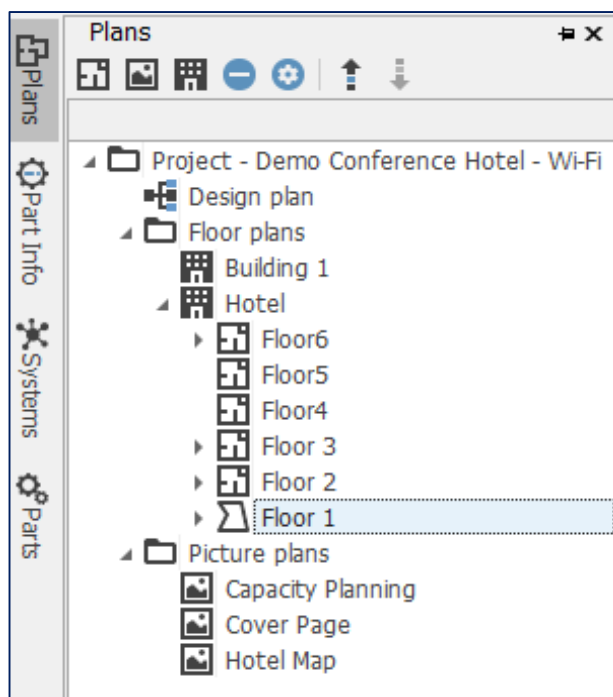 Plans
Plans
Part Info
Systems
Parts
Project - Demo Conference Hotel - Wi-Fi
Design plan
Floor plans
Building 1
Hotel
Floor6
Floor5
Floor4
Floor 3
Floor 2
Floor 1
Picture plans
Capacity Planning
Cover Page
Hotel Map